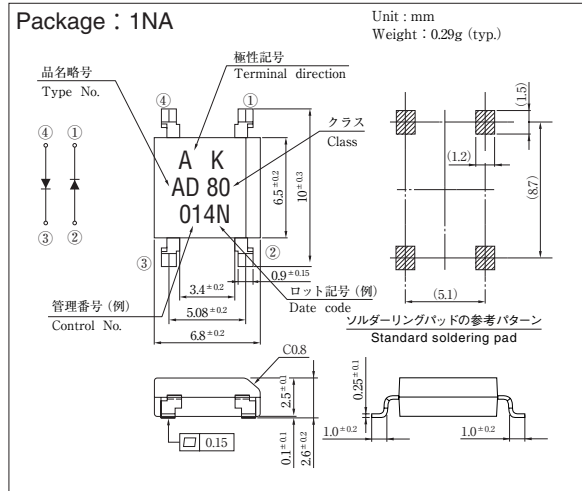 Package：1NA
Unit : mm
Weight : 0.29g (typ.)
品名略号
Type No.
極性記号
Terminal direction
クラス
Class
④ ①
④ ①
③ ②
③ ②
A K
AD 80
014N
6.5±0.2
10±0.3
0.9±0.15
3.4±0.2
5.08±0.2
6.8±0.2
管理番号 (例)
Control No.
ロット記号 (例)
Date code
(1.5)
(1.2)
(8.7)
(5.1)
ソルダーリングパッドの参考パターン
Standard soldering pad
C0.8
2.5±0.1
0.1±0.1
2.6±0.2
0.15
0.25±0.1
1.0±0.2
1.0±0.2